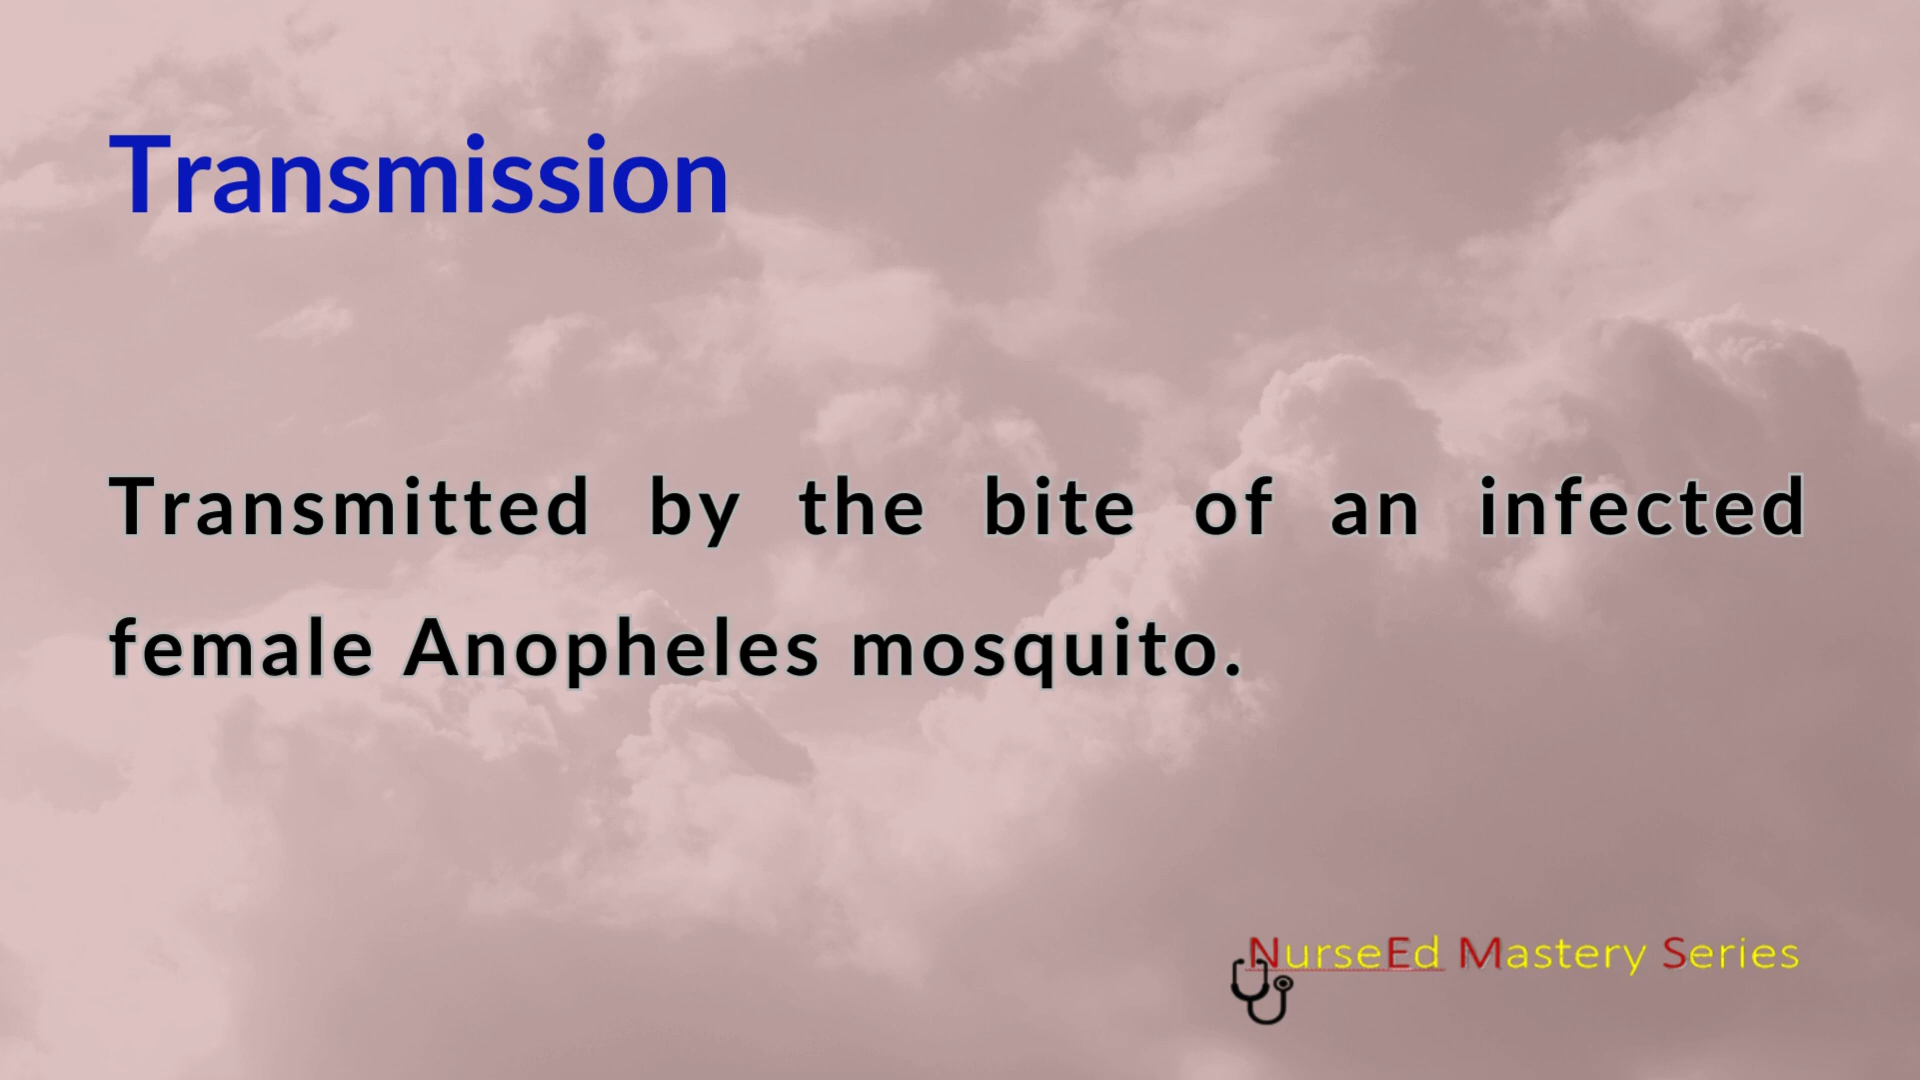 Transmission
Transmitted by the bite of an infected
female Anopheles mosquito.
NurseEd Mastery Series